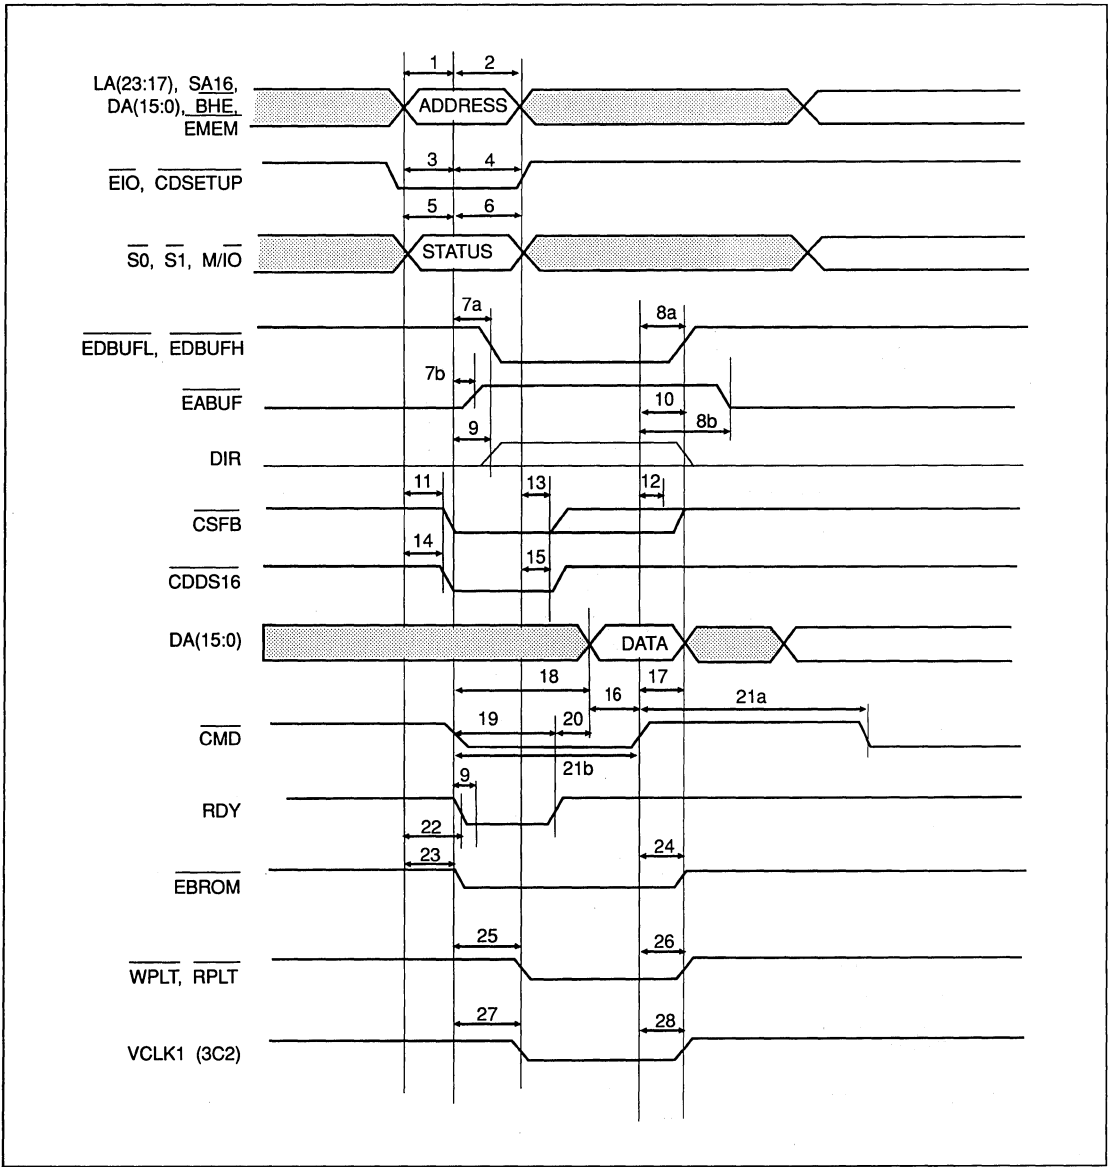 1 2
LA(23:17), SA16,
DA(15:0), BHE,
EMEM
ADDRESS
3 4
EIO, CDSETUP
5 6
S0, S1, M/IO
STATUS
7a 8a
EDBUFL, EDBUFH
7b
EABUF
10
8b
9
DIR
11 13 12
CSFB
14 15
CDDS16
DA(15:0)
DATA
18 17
16 21a
19 20
CMD
21b
9
RDY
22
23 24
EBROM
25 26
WPLT, RPLT
27 28
VCLK1 (3C2)